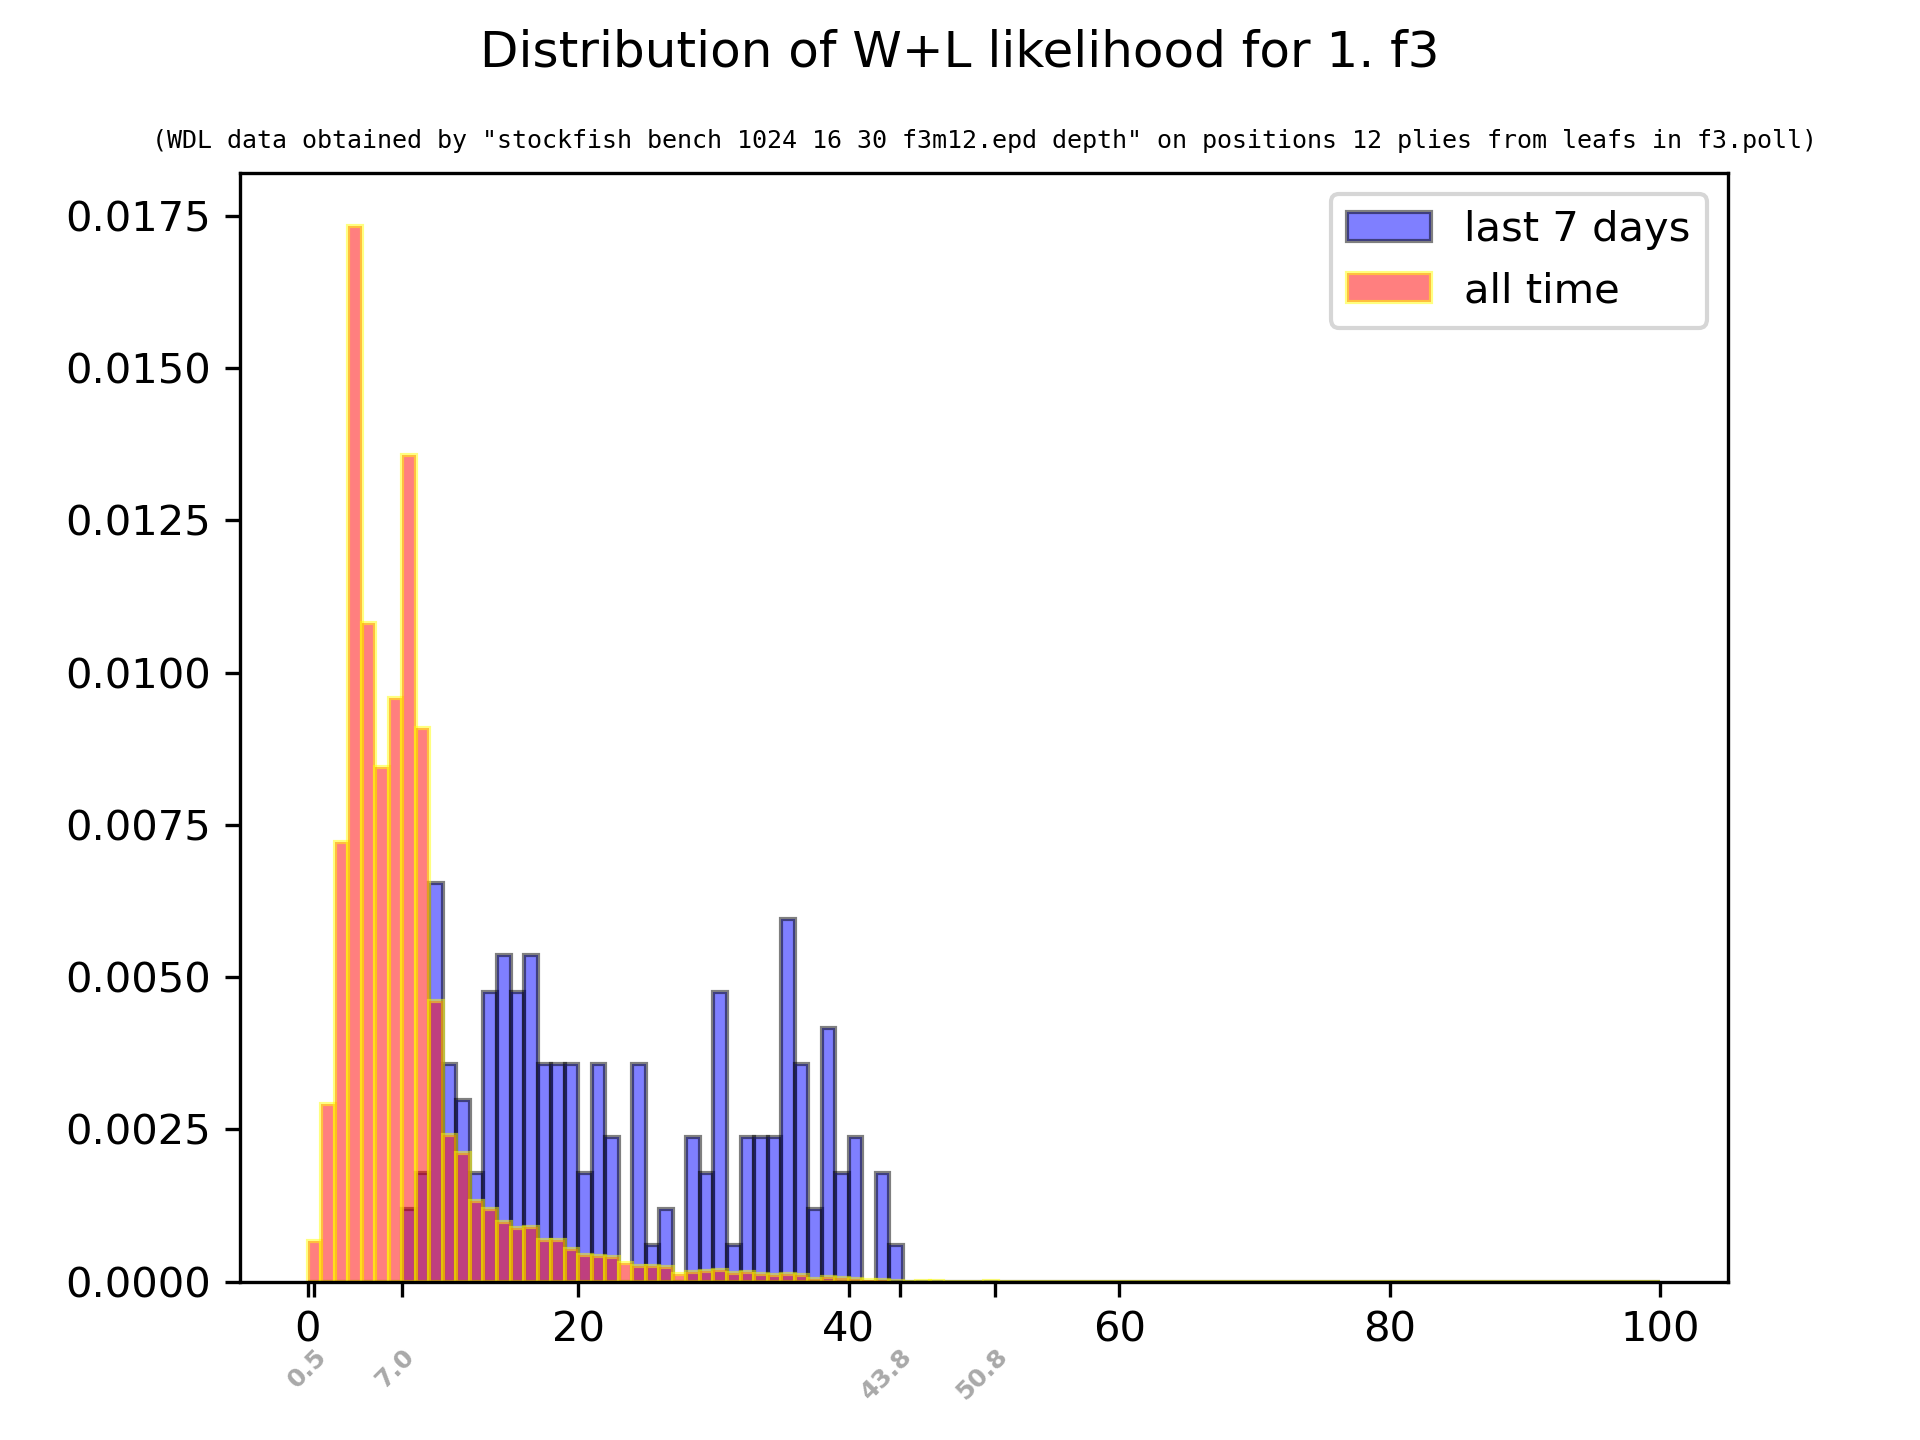 Distribution of W+L likelihood for 1. f3
(WDL data obtained by "stockfish bench 1024 16 30 f3m12.epd depth" on positions 12 plies from leafs in f3.poll)
last 7 days
all time
0.0175
0.0150
0.0125
0.0100
0.0075
0.0050
0.0025
0.0000
0 20 40 60 80 100
0.5 7.0 43.8 50.8